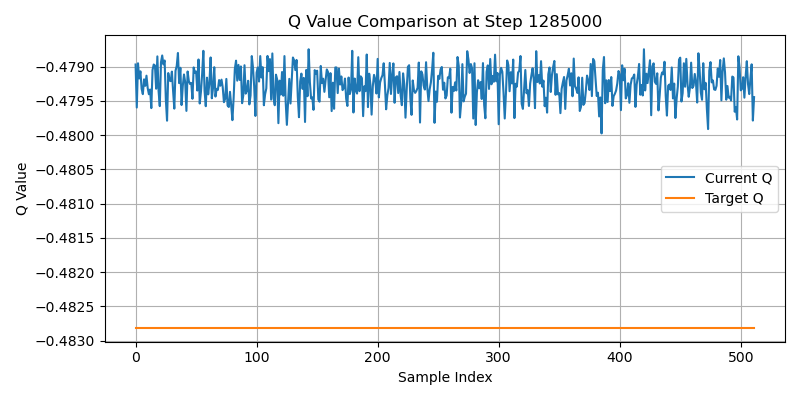 Q Value Comparison at Step 1285000
Q Value
−0.4790
−0.4795
−0.4800
−0.4805
−0.4810
−0.4815
−0.4820
−0.4825
−0.4830
Current Q
Target Q
0 100 200 300 400 500
Sample Index